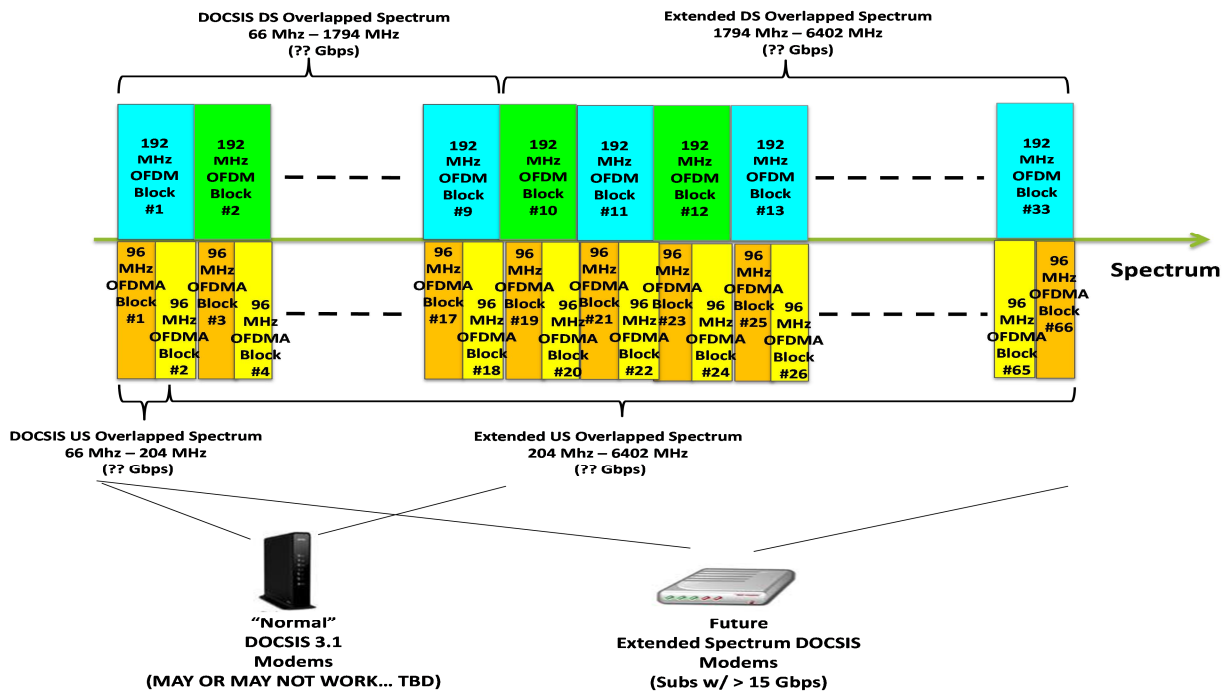 DOCSIS DS Overlapped Spectrum
66 Mhz – 1794 MHz
(?? Gbps)
Extended DS Overlapped Spectrum
1794 Mhz – 6402 MHz
(?? Gbps)
192
MHz
OFDM
Block
#1
192
MHz
OFDM
Block
#2
192
MHz
OFDM
Block
#9
192
MHz
OFDM
Block
#10
192
MHz
OFDM
Block
#11
192
MHz
OFDM
Block
#12
192
MHz
OFDM
Block
#13
192
MHz
OFDM
Block
#33
Spectrum
96
MHz
OFDMA
Block
#1
96
MHz
OFDMA
Block
#2
96
MHz
OFDMA
Block
#3
96
MHz
OFDMA
Block
#4
96
MHz
OFDMA
Block
#17
96
MHz
OFDMA
Block
#18
96
MHz
OFDMA
Block
#19
96
MHz
OFDMA
Block
#20
96
MHz
OFDMA
Block
#21
96
MHz
OFDMA
Block
#22
96
MHz
OFDMA
Block
#23
96
MHz
OFDMA
Block
#24
96
MHz
OFDMA
Block
#25
96
MHz
OFDMA
Block
#26
96
MHz
OFDMA
Block
#65
96
MHz
OFDMA
Block
#66
DOCSIS US Overlapped Spectrum
66 Mhz – 204 MHz
(?? Gbps)
Extended US Overlapped Spectrum
204 Mhz – 6402 MHz
(?? Gbps)
“Normal”
DOCSIS 3.1
Modems
(MAY OR MAY NOT WORK... TBD)
Future
Extended Spectrum DOCSIS
Modems
(Subs w/ > 15 Gbps)